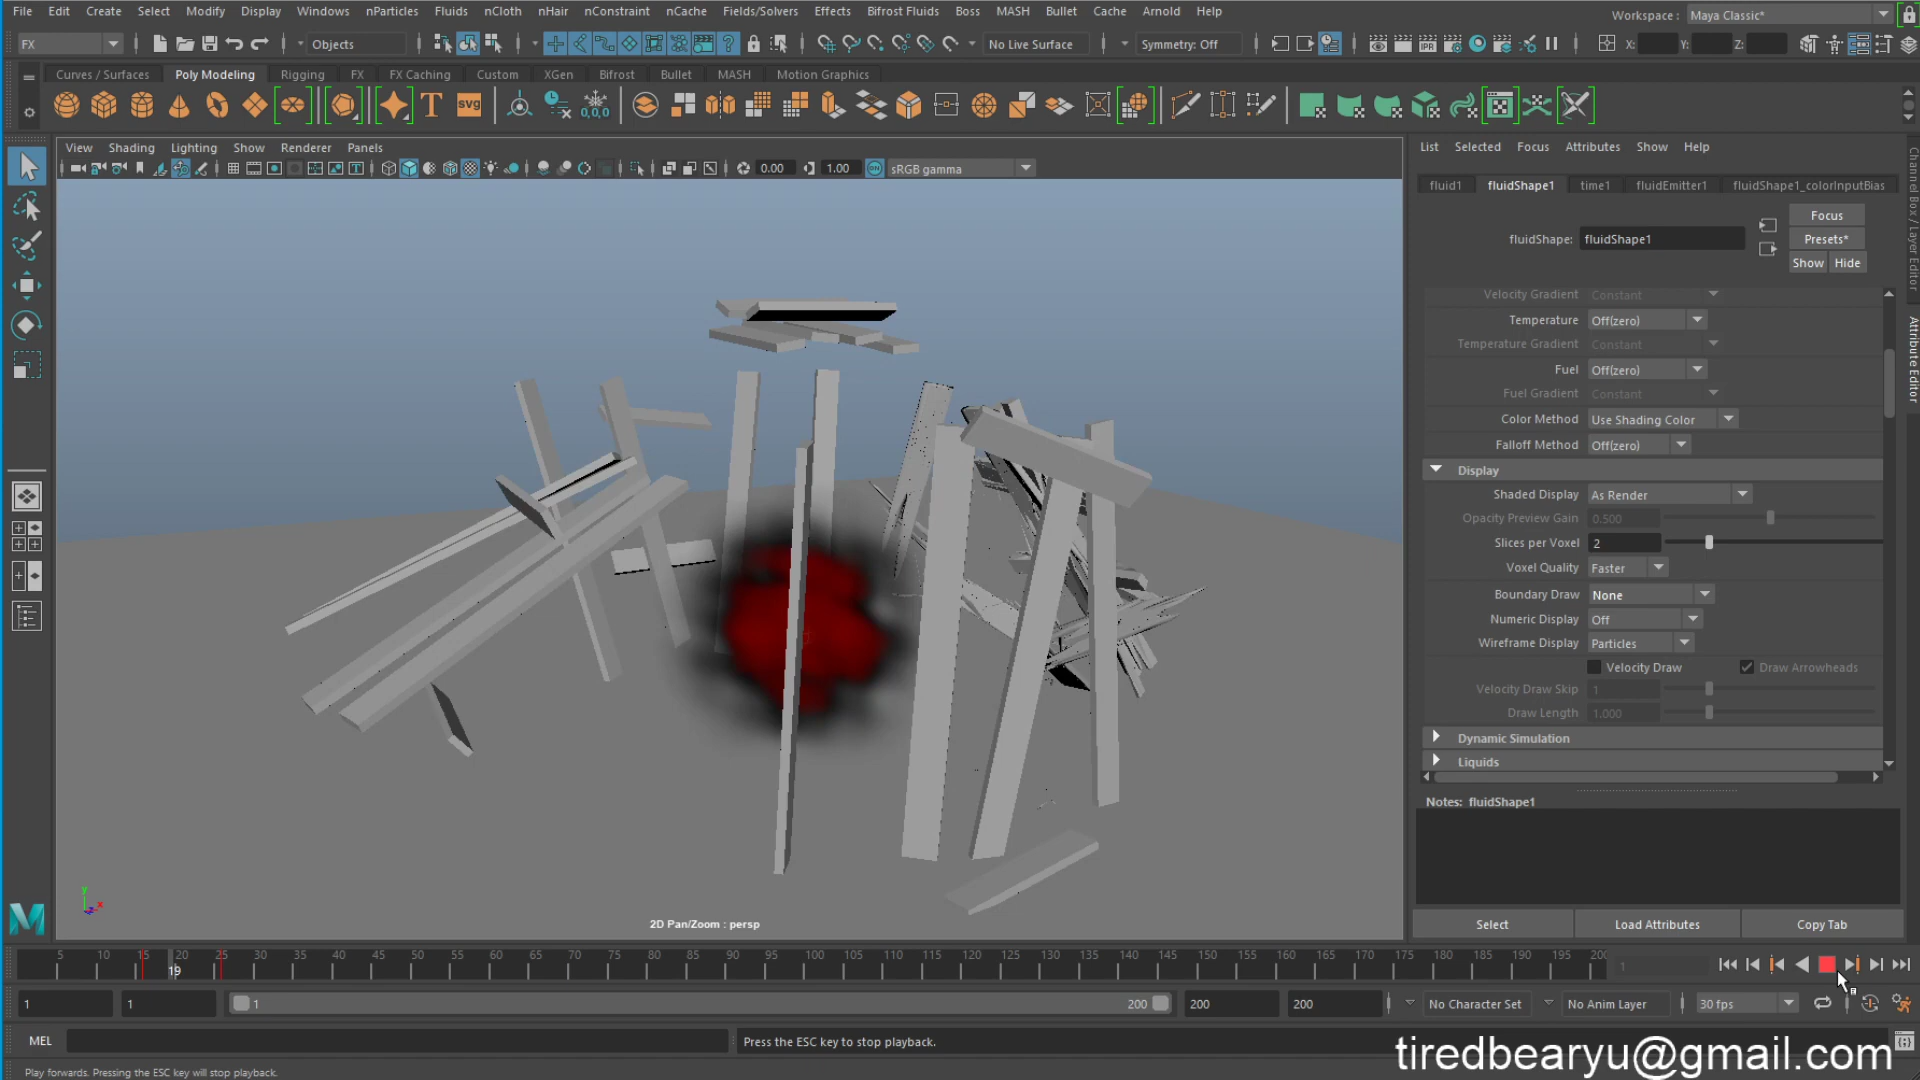 File Edit Create Select Modify Display Windows nParticles Fluids nCloth nHair nConstraint nCache Fields/Solvers Effects Bifrost Fluids Boss MASH Bullet Cache Arnold Help
Workspace : Maya Classic*
FX Objects No Live Surface Symmetry: Off X: Y: Z:
Curves / Surfaces Poly Modeling Rigging FX FX Caching Custom XGen Bifrost Bullet MASH Motion Graphics
T svg 0,0,0
View Shading Lighting Show Renderer Panels
0.00 1.00 sRGB gamma
List Selected Focus Attributes Show Help
fluid1 fluidShape1 time1 fluidEmitter1 fluidShape1_colorInputBias
Focus
fluidShape: fluidShape1 Presets*
Show Hide
Velocity Gradient Constant
Temperature Off(zero)
Temperature Gradient Constant
Fuel Off(zero)
Fuel Gradient Constant
Color Method Use Shading Color
Falloff Method Off(zero)
Display
Shaded Display As Render
Opacity Preview Gain 0.500
Slices per Voxel 2
Voxel Quality Faster
Boundary Draw None
Numeric Display Off
Wireframe Display Particles
Velocity Draw Draw Arrowheads
Velocity Draw Skip 1
Draw Length 1.000
Dynamic Simulation
Liquids
Notes: fluidShape1
Select Load Attributes Copy Tab
Channel Box / Layer Editor
Attribute Editor
y x
2D Pan/Zoom : persp
5 10 15 20 25 30 35 40 45 50 55 60 65 70 75 80 85 90 95 100 105 110 115 120 125 130 135 140 145 150 155 160 165 170 175 180 185 190 195 200
19 1
1 1 1 200 200 200 No Character Set No Anim Layer 30 fps
MEL Press the ESC key to stop playback.
Play forwards. Pressing the ESC key will stop playback.
tiredbearyu@gmail.com